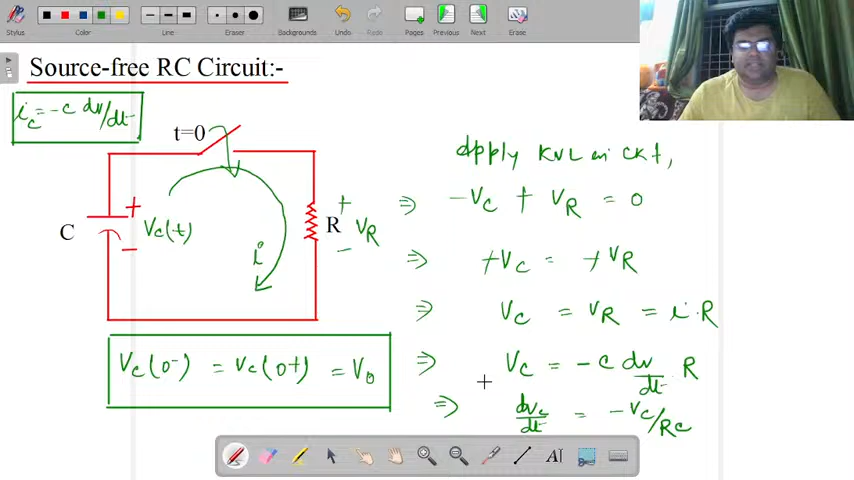 Stylus
Color
Line
Eraser
Backgrounds
Undo
Redo
Pages
Previous
Next
Erase
Source-free RC Circuit:-
i_c = -c dv/dt
t=0
C
+
-
Vc(t)
i
R
+
VR
-
Vc(0-) = Vc(0+) = V0
apply KVL in CKt,
⇒ -Vc + VR = 0
⇒ +Vc = +VR
⇒ Vc = VR = i.R
⇒ Vc = -c dv/dt R
⇒ dvc/dt = -Vc/Rc